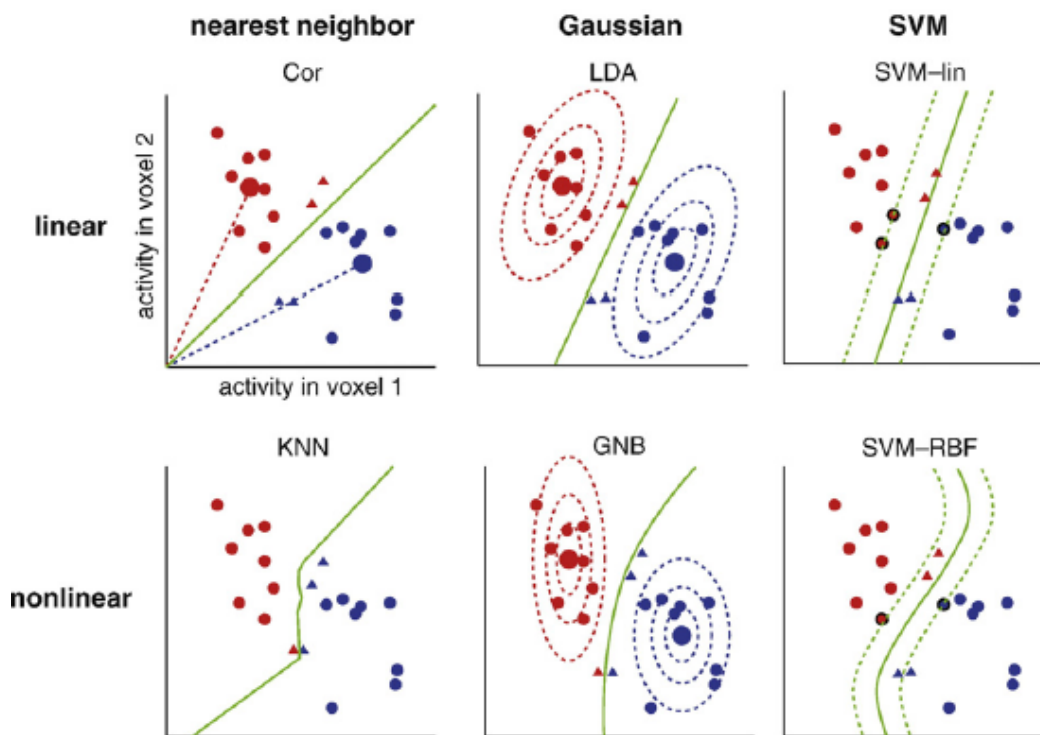 nearest neighbor Gaussian SVM
Cor LDA SVM–lin
linear
activity in voxel 2
activity in voxel 1
KNN GNB SVM–RBF
nonlinear